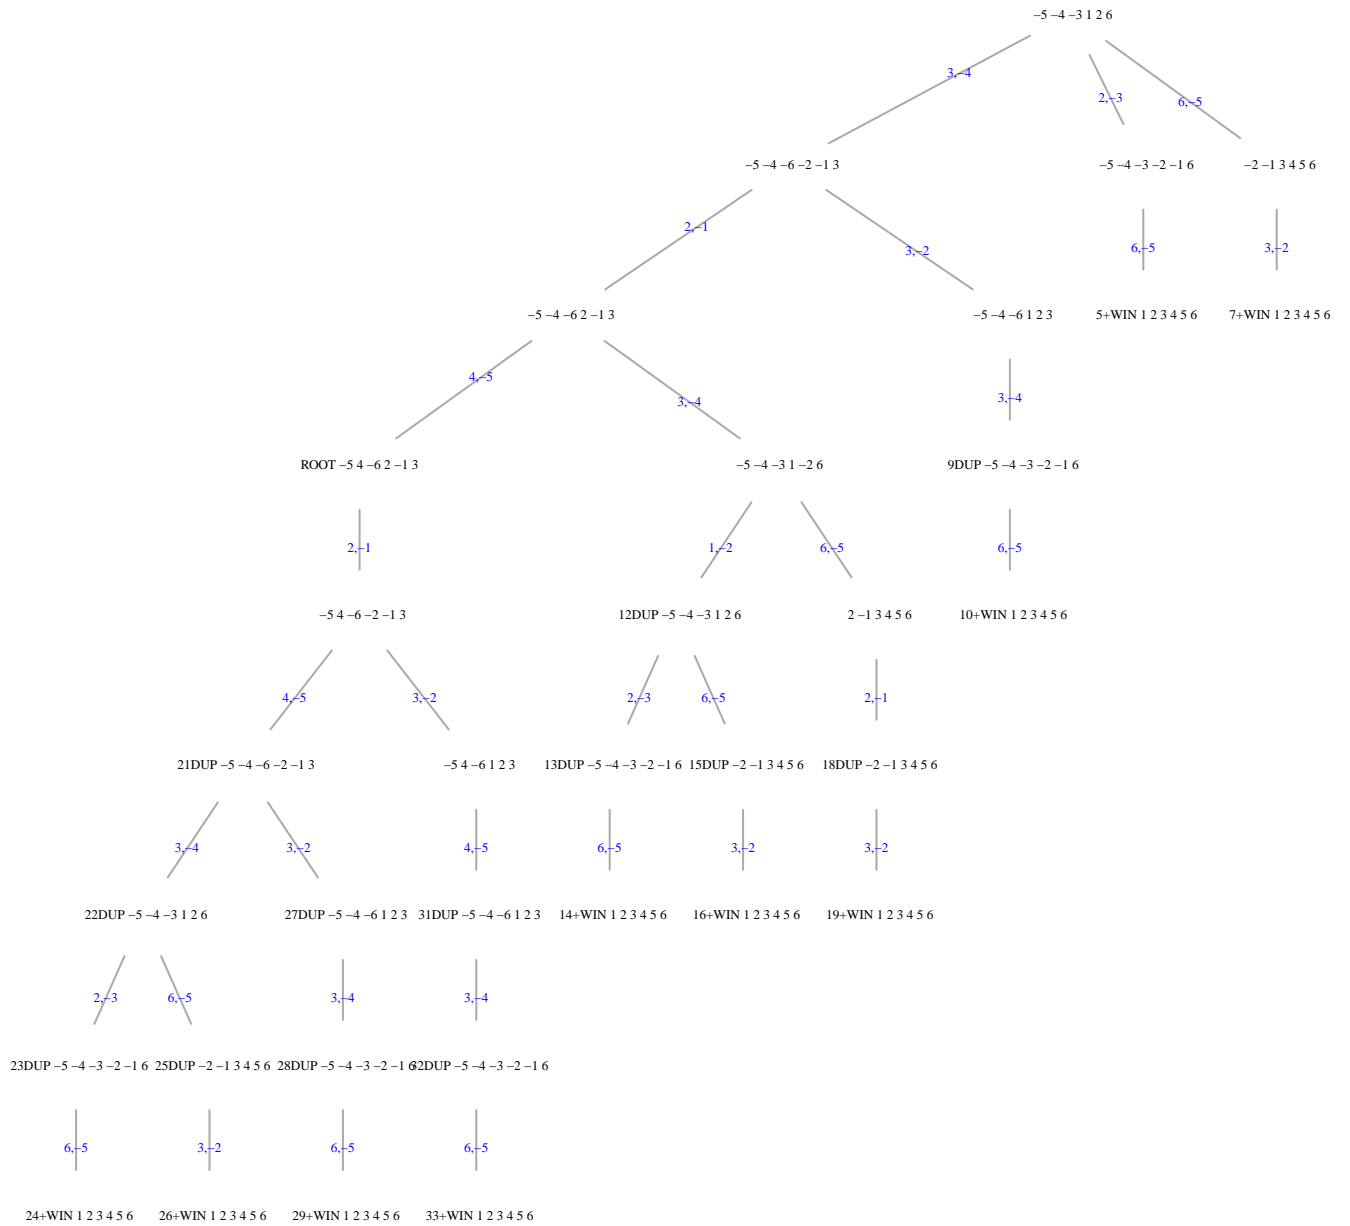 −5 −4 −3 1 2 6
3,−4
2,−3
6,−5
−5 −4 −6 −2 −1 3
−5 −4 −3 −2 −1 6
−2 −1 3 4 5 6
2,−1
3,−2
6,−5
3,−2
−5 −4 −6 2 −1 3
−5 −4 −6 1 2 3
5+WIN 1 2 3 4 5 6
7+WIN 1 2 3 4 5 6
4,−5
3,−4
3,−4
ROOT −5 4 −6 2 −1 3
−5 −4 −3 1 −2 6
9DUP −5 −4 −3 −2 −1 6
2,−1
1,−2
6,−5
6,−5
−5 4 −6 −2 −1 3
12DUP −5 −4 −3 1 2 6
2 −1 3 4 5 6
10+WIN 1 2 3 4 5 6
4,−5
3,−2
2,−3
6,−5
2,−1
21DUP −5 −4 −6 −2 −1 3
−5 4 −6 1 2 3
13DUP −5 −4 −3 −2 −1 6
15DUP −2 −1 3 4 5 6
18DUP −2 −1 3 4 5 6
3,−4
3,−2
4,−5
6,−5
3,−2
3,−2
22DUP −5 −4 −3 1 2 6
27DUP −5 −4 −6 1 2 3
31DUP −5 −4 −6 1 2 3
14+WIN 1 2 3 4 5 6
16+WIN 1 2 3 4 5 6
19+WIN 1 2 3 4 5 6
2,−3
6,−5
3,−4
3,−4
23DUP −5 −4 −3 −2 −1 6
25DUP −2 −1 3 4 5 6
28DUP −5 −4 −3 −2 −1 6
32DUP −5 −4 −3 −2 −1 6
6,−5
3,−2
6,−5
6,−5
24+WIN 1 2 3 4 5 6
26+WIN 1 2 3 4 5 6
29+WIN 1 2 3 4 5 6
33+WIN 1 2 3 4 5 6